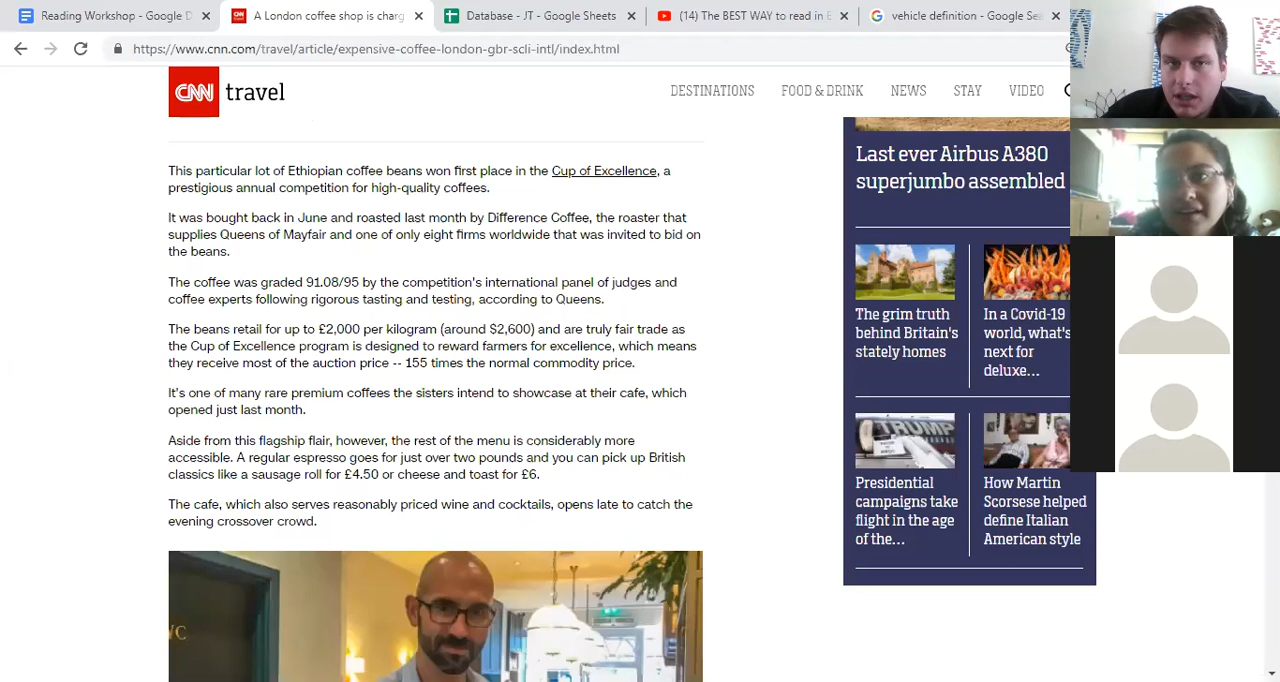 Reading Workshop - Google D
A London coffee shop is charg
Database - JT - Google Sheets
(14) The BEST WAY to read in E
vehicle definition - Google Sea
https://www.cnn.com/travel/article/expensive-coffee-london-gbr-scli-intl/index.html
CNN travel
DESTINATIONS FOOD & DRINK NEWS STAY VIDEO
This particular lot of Ethiopian coffee beans won first place in the Cup of Excellence, a
prestigious annual competition for high-quality coffees.
It was bought back in June and roasted last month by Difference Coffee, the roaster that
supplies Queens of Mayfair and one of only eight firms worldwide that was invited to bid on
the beans.
The coffee was graded 91.08/95 by the competition's international panel of judges and
coffee experts following rigorous tasting and testing, according to Queens.
The beans retail for up to £2,000 per kilogram (around $2,600) and are truly fair trade as
the Cup of Excellence program is designed to reward farmers for excellence, which means
they receive most of the auction price -- 155 times the normal commodity price.
It's one of many rare premium coffees the sisters intend to showcase at their cafe, which
opened just last month.
Aside from this flagship flair, however, the rest of the menu is considerably more
accessible. A regular espresso goes for just over two pounds and you can pick up British
classics like a sausage roll for £4.50 or cheese and toast for £6.
The cafe, which also serves reasonably priced wine and cocktails, opens late to catch the
evening crossover crowd.
WC
Last ever Airbus A380
superjumbo assembled
The grim truth
behind Britain's
stately homes
In a Covid-19
world, what's
next for
deluxe...
TRUMP
Presidential
campaigns take
flight in the age
of the...
How Martin
Scorsese helped
define Italian
American style